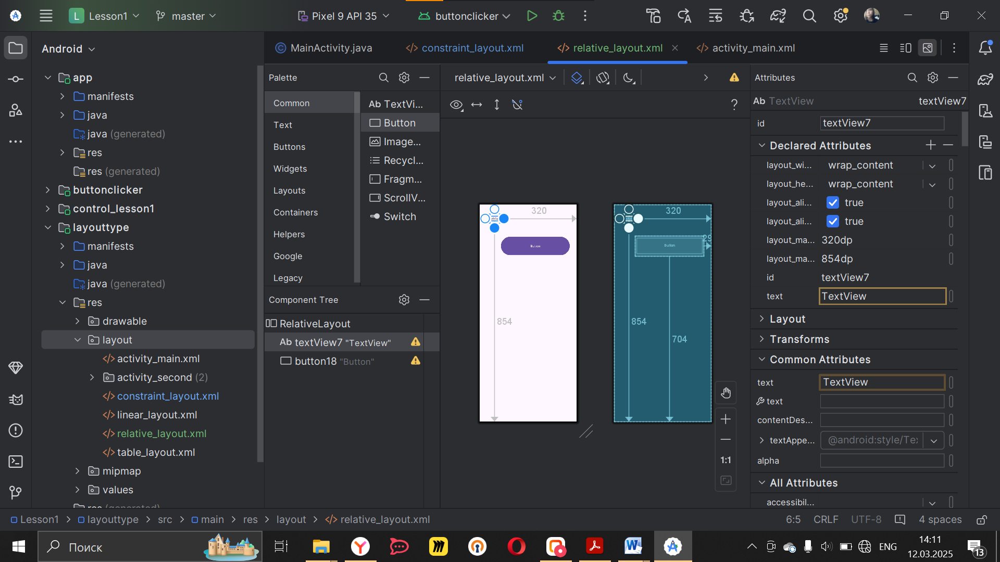 Lesson1
master
Pixel 9 API 35
buttonclicker
Android
MainActivity.java
constraint_layout.xml
relative_layout.xml
activity_main.xml
app
manifests
java
java (generated)
res
res (generated)
buttonclicker
control_lesson1
layouttype
manifests
java
java (generated)
res
drawable
layout
activity_main.xml
activity_second (2)
constraint_layout.xml
linear_layout.xml
relative_layout.xml
table_layout.xml
mipmap
values
res (generated)
Palette
Common
Text
Buttons
Widgets
Layouts
Containers
Helpers
Google
Legacy
Ab TextVi...
Button
Image...
Recycl...
Fragm...
ScrollV...
Switch
Component Tree
RelativeLayout
Ab textView7 "TextView"
button18 "Button"
relative_layout.xml
?
320
Button
854
320
29
Button
854
704
1:1
Attributes
Ab TextView textView7
id textView7
Declared Attributes
layout_wi... wrap_content
layout_he... wrap_content
layout_ali... true
layout_ali... true
layout_ma... 320dp
layout_ma... 854dp
id textView7
text TextView
Layout
Transforms
Common Attributes
text TextView
text
contentDes...
textAppe... @android:style/Te
alpha
All Attributes
accessibil...
Lesson1 > layouttype > src > main > res > layout > relative_layout.xml
6:5 CRLF UTF-8 4 spaces
Поиск
ENG
14:11
12.03.2025
13